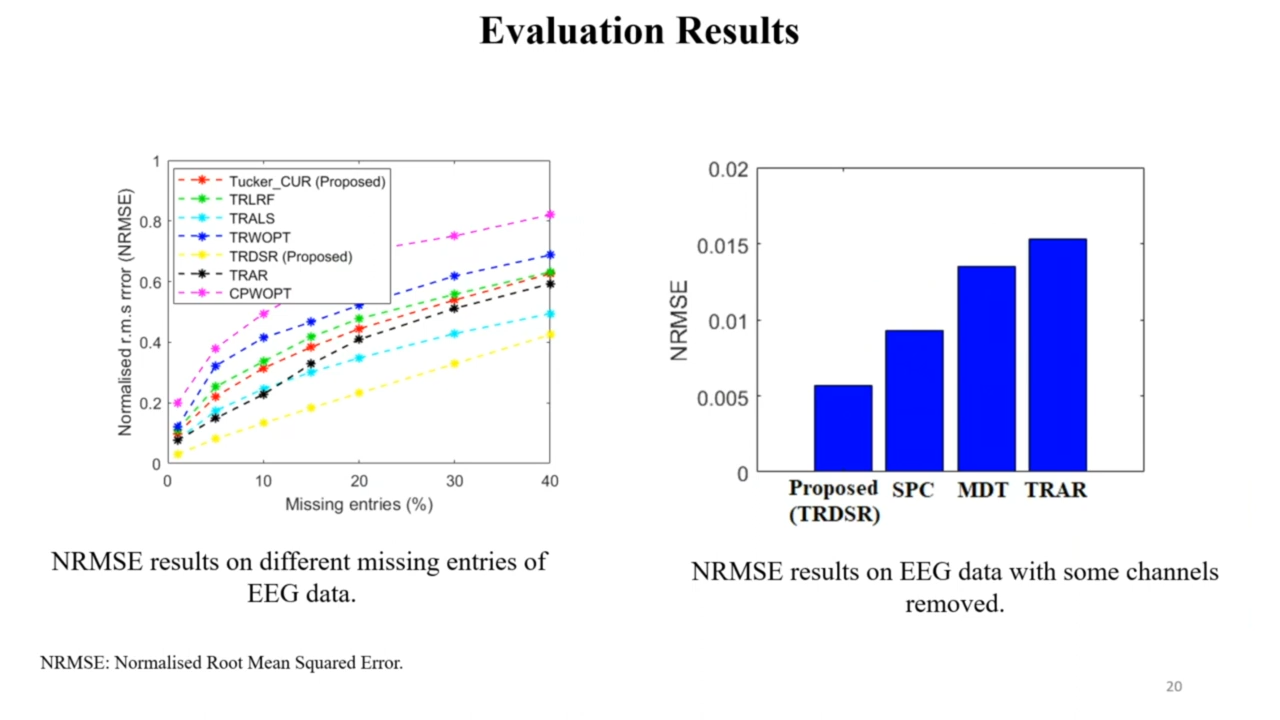 Evaluation Results
1
0.8
0.6
0.4
0.2
0
Normalised r.m.s rror (NRMSE)
Tucker_CUR (Proposed)
TRLRF
TRALS
TRWOPT
TRDSR (Proposed)
TRAR
CPWOPT
0 10 20 30 40
Missing entries (%)
NRMSE results on different missing entries of
EEG data.
0.02
0.015
0.01
0.005
0
NRMSE
Proposed SPC MDT TRAR
(TRDSR)
NRMSE results on EEG data with some channels
removed.
NRMSE: Normalised Root Mean Squared Error.
20